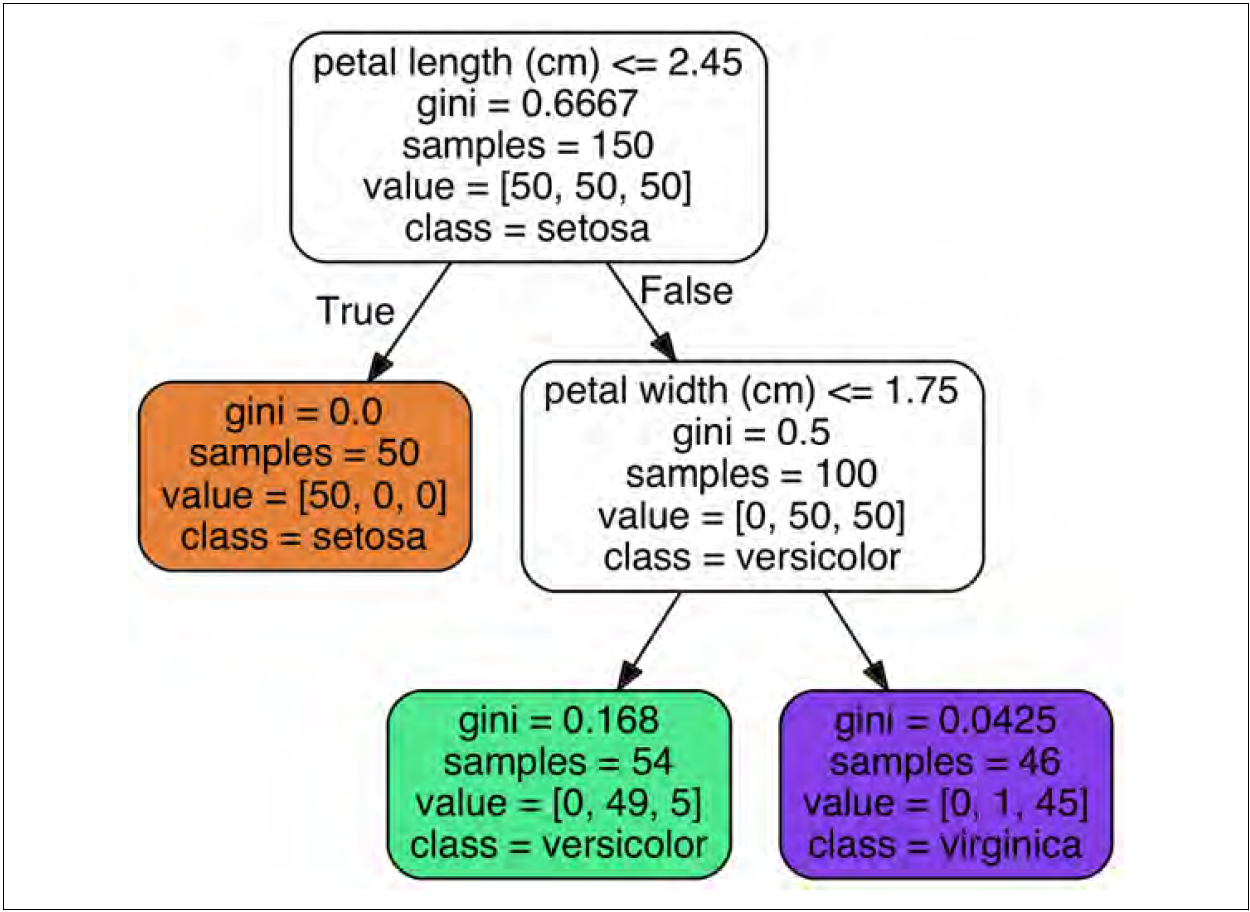 petal length (cm) <= 2.45
gini = 0.6667
samples = 150
value = [50, 50, 50]
class = setosa
True
False
gini = 0.0
samples = 50
value = [50, 0, 0]
class = setosa
petal width (cm) <= 1.75
gini = 0.5
samples = 100
value = [0, 50, 50]
class = versicolor
gini = 0.168
samples = 54
value = [0, 49, 5]
class = versicolor
gini = 0.0425
samples = 46
value = [0, 1, 45]
class = virginica